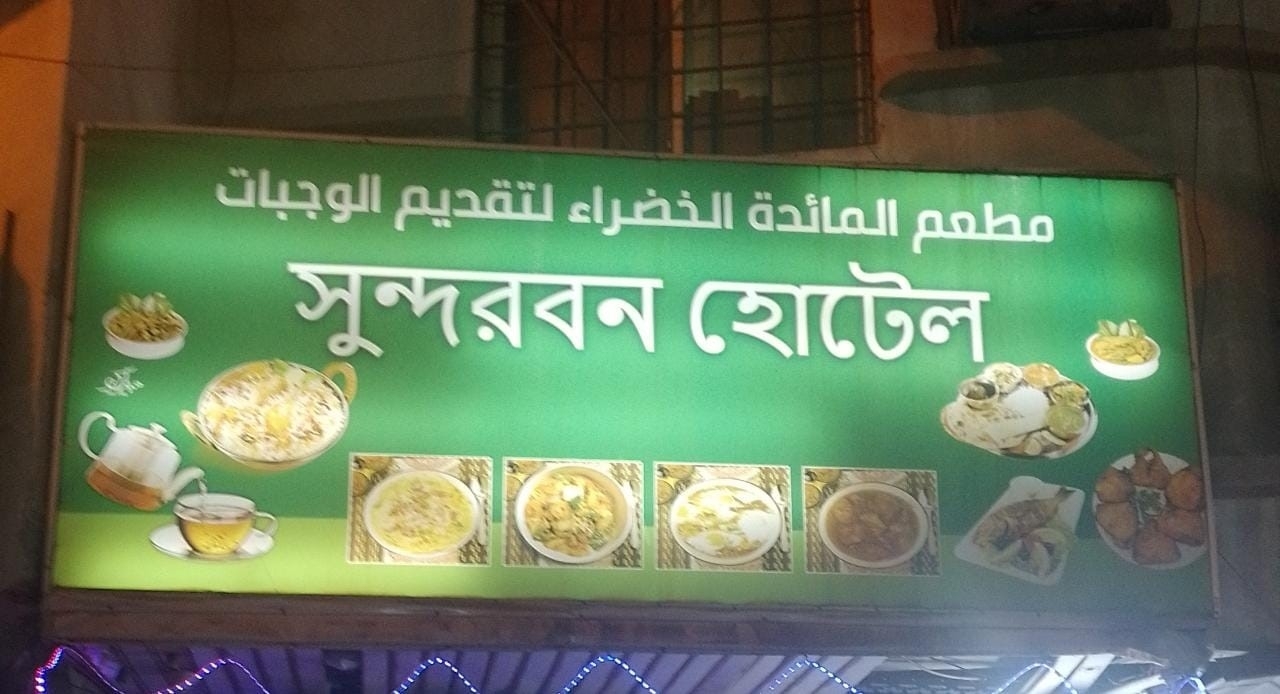 مطعم المائدة الخضراء لتقديم الوجبات
সুন্দরবন হোটেল